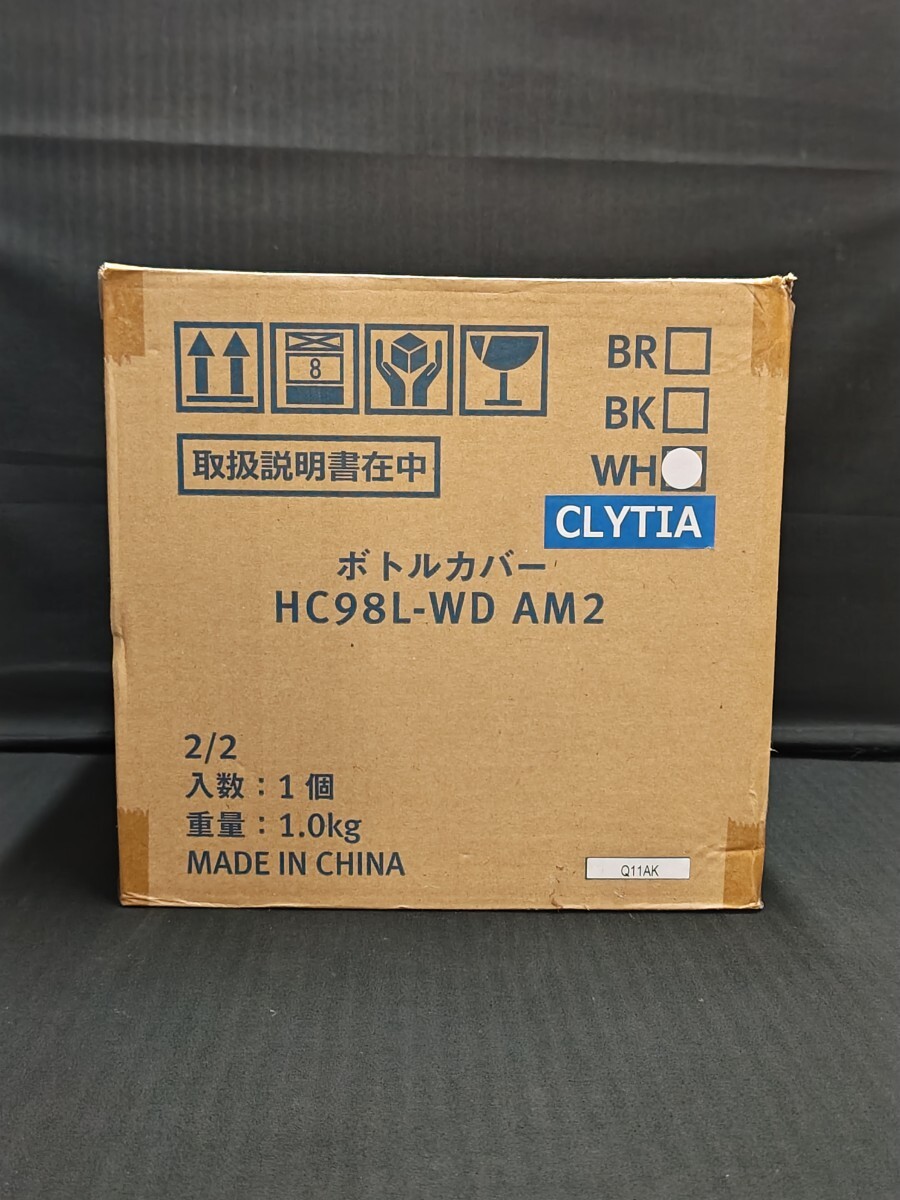 8
取扱説明書在中
BR
BK
WH
CLYTIA
ボトルカバー
HC98L-WD AM2
2/2
入数：1個
重量：1.0kg
MADE IN CHINA
Q11AK